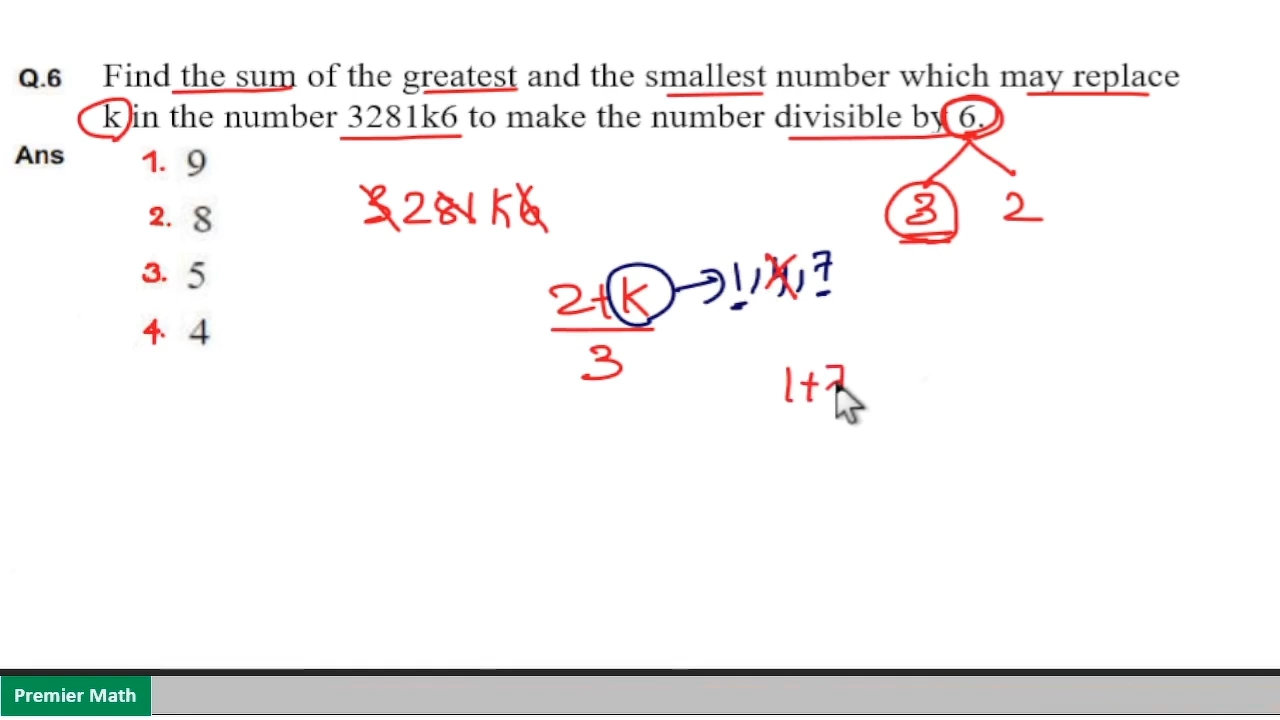 Q.6 Find the sum of the greatest and the smallest number which may replace
k in the number 3281k6 to make the number divisible by 6.
Ans
1. 9
2. 8
3. 5
4. 4
3 2
3281k6
2+k → 1, 4, 7
3
1+7
Premier Math